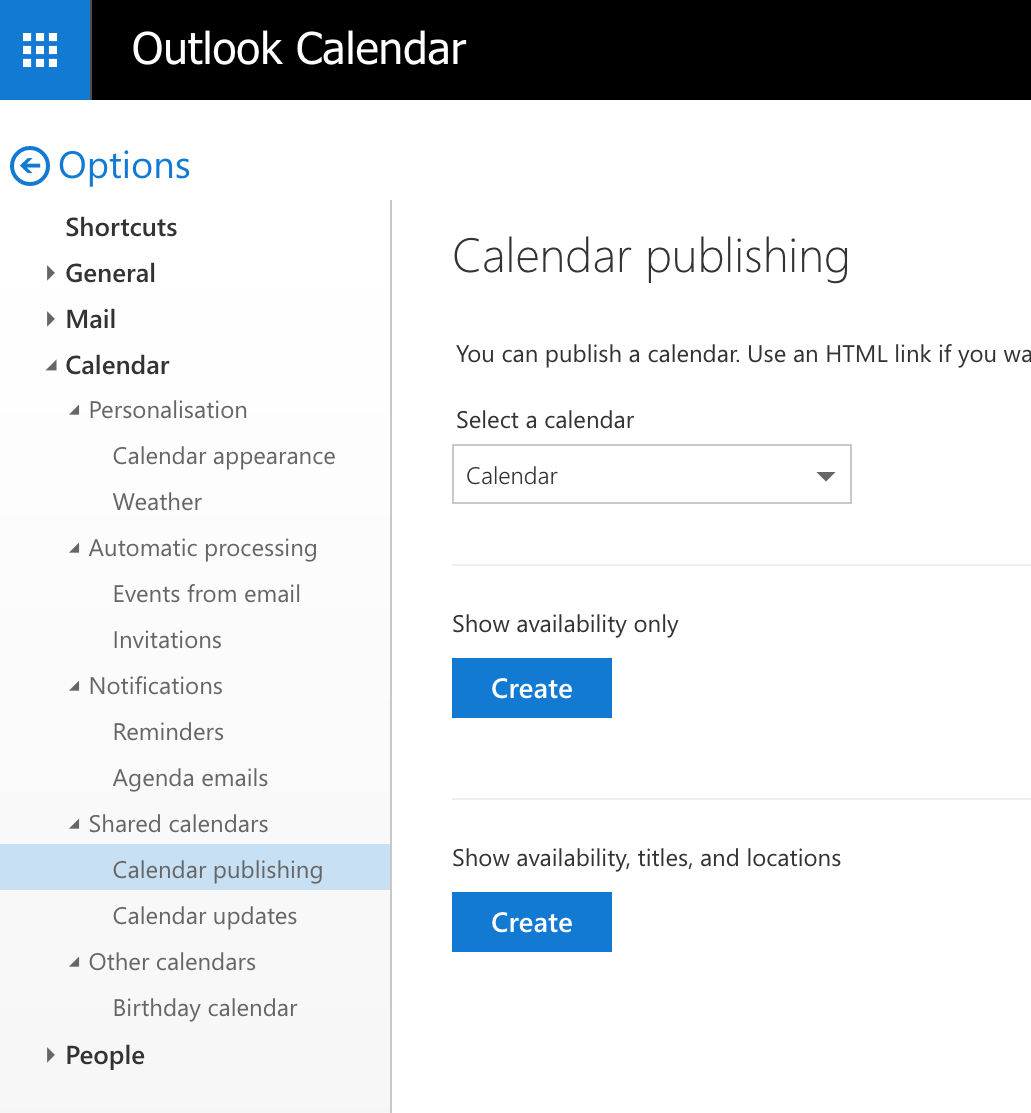 Outlook Calendar
Options
Shortcuts
General
Mail
Calendar
Personalisation
Calendar appearance
Weather
Automatic processing
Events from email
Invitations
Notifications
Reminders
Agenda emails
Shared calendars
Calendar publishing
Calendar updates
Other calendars
Birthday calendar
People
Calendar publishing
You can publish a calendar. Use an HTML link if you
Select a calendar
Calendar
Show availability only
Create
Show availability, titles, and locations
Create